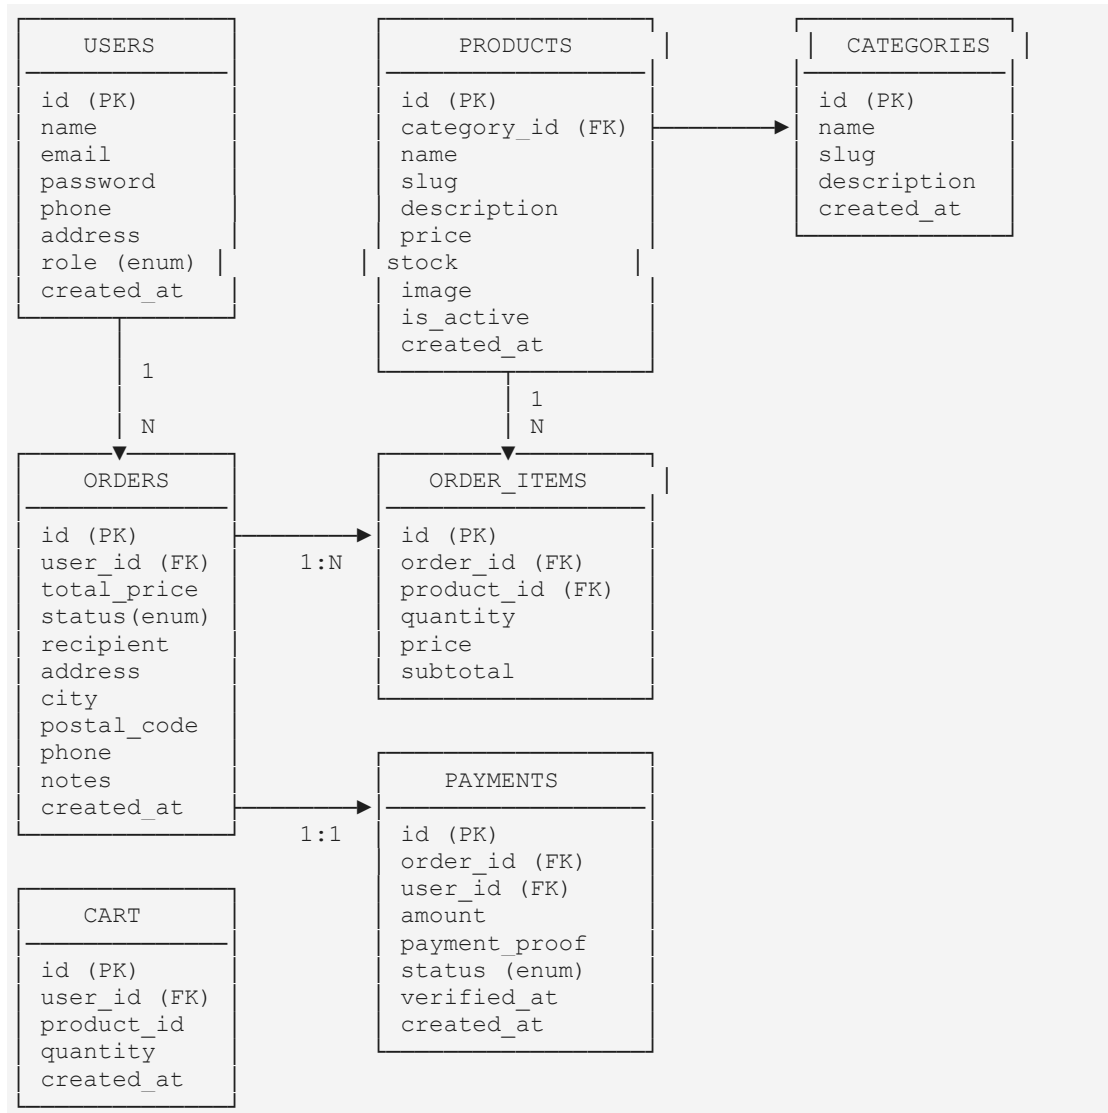 USERS
id (PK)
name
email
password
phone
address
role (enum)
created_at
PRODUCTS
id (PK)
category_id (FK)
name
slug
description
price
stock
image
is_active
created_at
CATEGORIES
id (PK)
name
slug
description
created_at
1
N
1
N
ORDERS
id (PK)
user_id (FK)
total_price
status(enum)
recipient
address
city
postal_code
phone
notes
created_at
1:N
ORDER_ITEMS
id (PK)
order_id (FK)
product_id (FK)
quantity
price
subtotal
1:1
PAYMENTS
id (PK)
order_id (FK)
user_id (FK)
amount
payment_proof
status (enum)
verified_at
created_at
CART
id (PK)
user_id (FK)
product_id
quantity
created_at